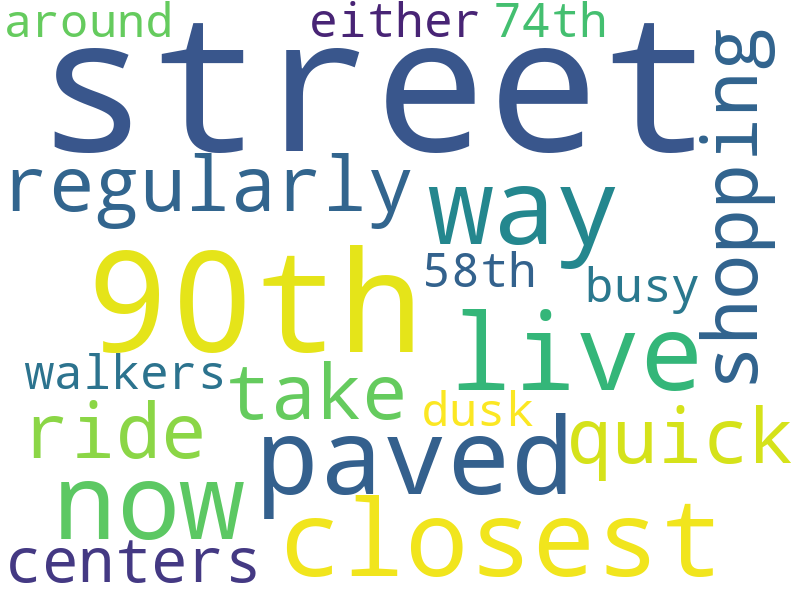 around either 74th
street
shopping
regularly
way
90th
58th
busy
live
walkers
take
dusk
ride
paved
quick
now
closest
centers